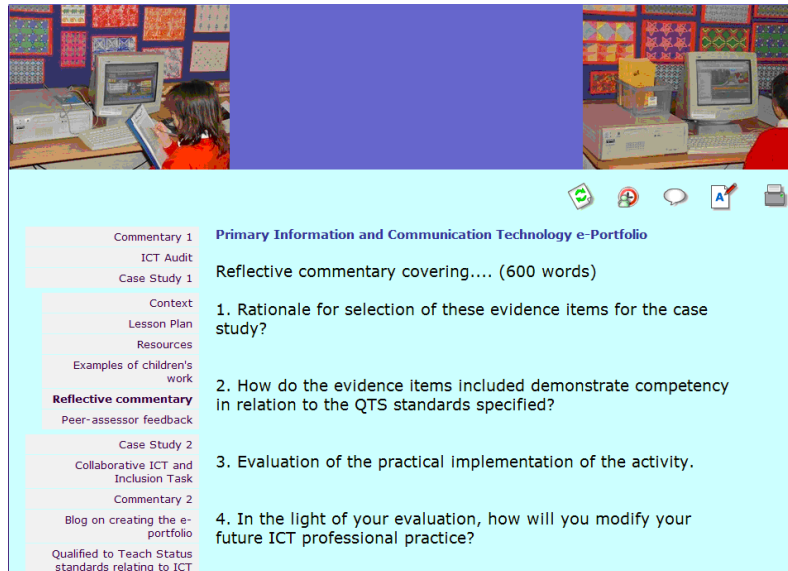 Commentary 1
ICT Audit
Case Study 1
Context
Lesson Plan
Resources
Examples of children's
work
Reflective commentary
Peer-assessor feedback
Case Study 2
Collaborative ICT and
Inclusion Task
Commentary 2
Blog on creating the e-
portfolio
Qualified to Teach Status
standards relating to ICT
Primary Information and Communication Technology e-Portfolio
Reflective commentary covering.... (600 words)
1. Rationale for selection of these evidence items for the case
study?
2. How do the evidence items included demonstrate competency
in relation to the QTS standards specified?
3. Evaluation of the practical implementation of the activity.
4. In the light of your evaluation, how will you modify your
future ICT professional practice?